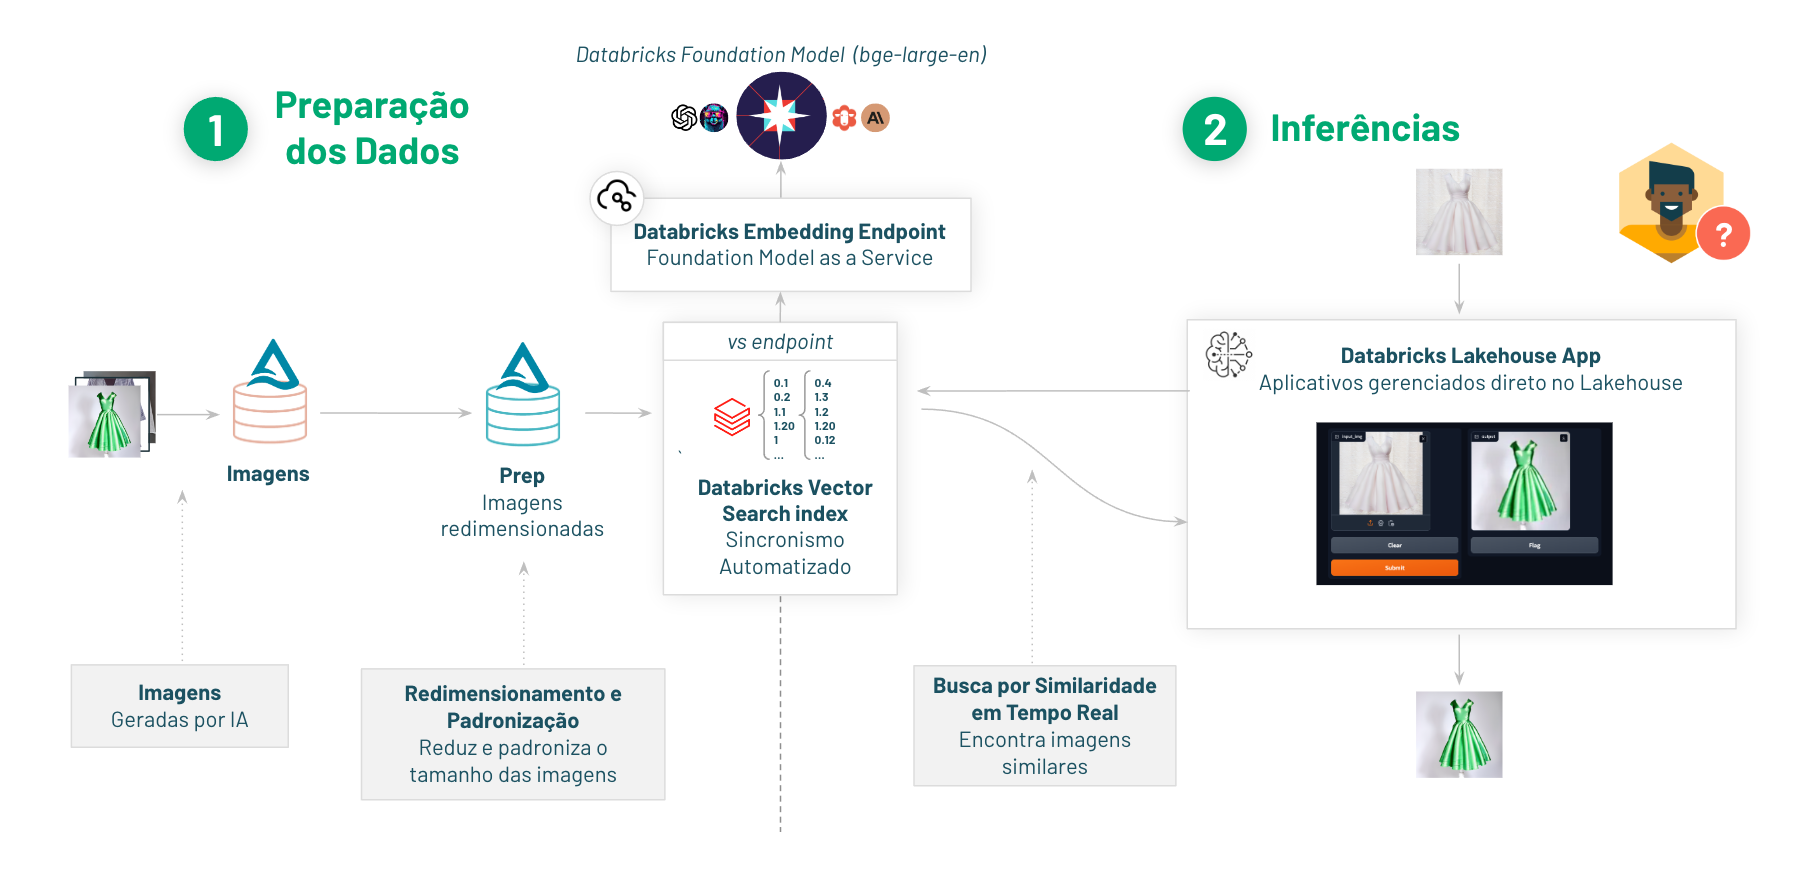 Databricks Foundation Model (bge-large-en)
1
Preparação
dos Dados
2
Inferências
?
Databricks Embedding Endpoint
Foundation Model as a Service
vs endpoint
0.1
0.2
1.1
1.20
1
...
0.4
1.3
1.2
1.20
0.12
...
Databricks Vector
Search index
Sincronismo
Automatizado
Imagens
Prep
Imagens
redimensionadas
Databricks Lakehouse App
Aplicativos gerenciados direto no Lakehouse
input_img
output
Clear
Flag
Submit
Imagens
Geradas por IA
Redimensionamento e
Padronização
Reduz e padroniza o
tamanho das imagens
Busca por Similaridade
em Tempo Real
Encontra imagens
similares